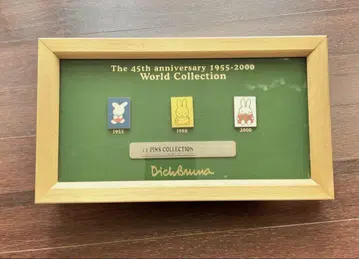 The 45th anniversary 1955-2000
World Collection
1955
1988
2000
PINS COLLECTION
Dick Bruna